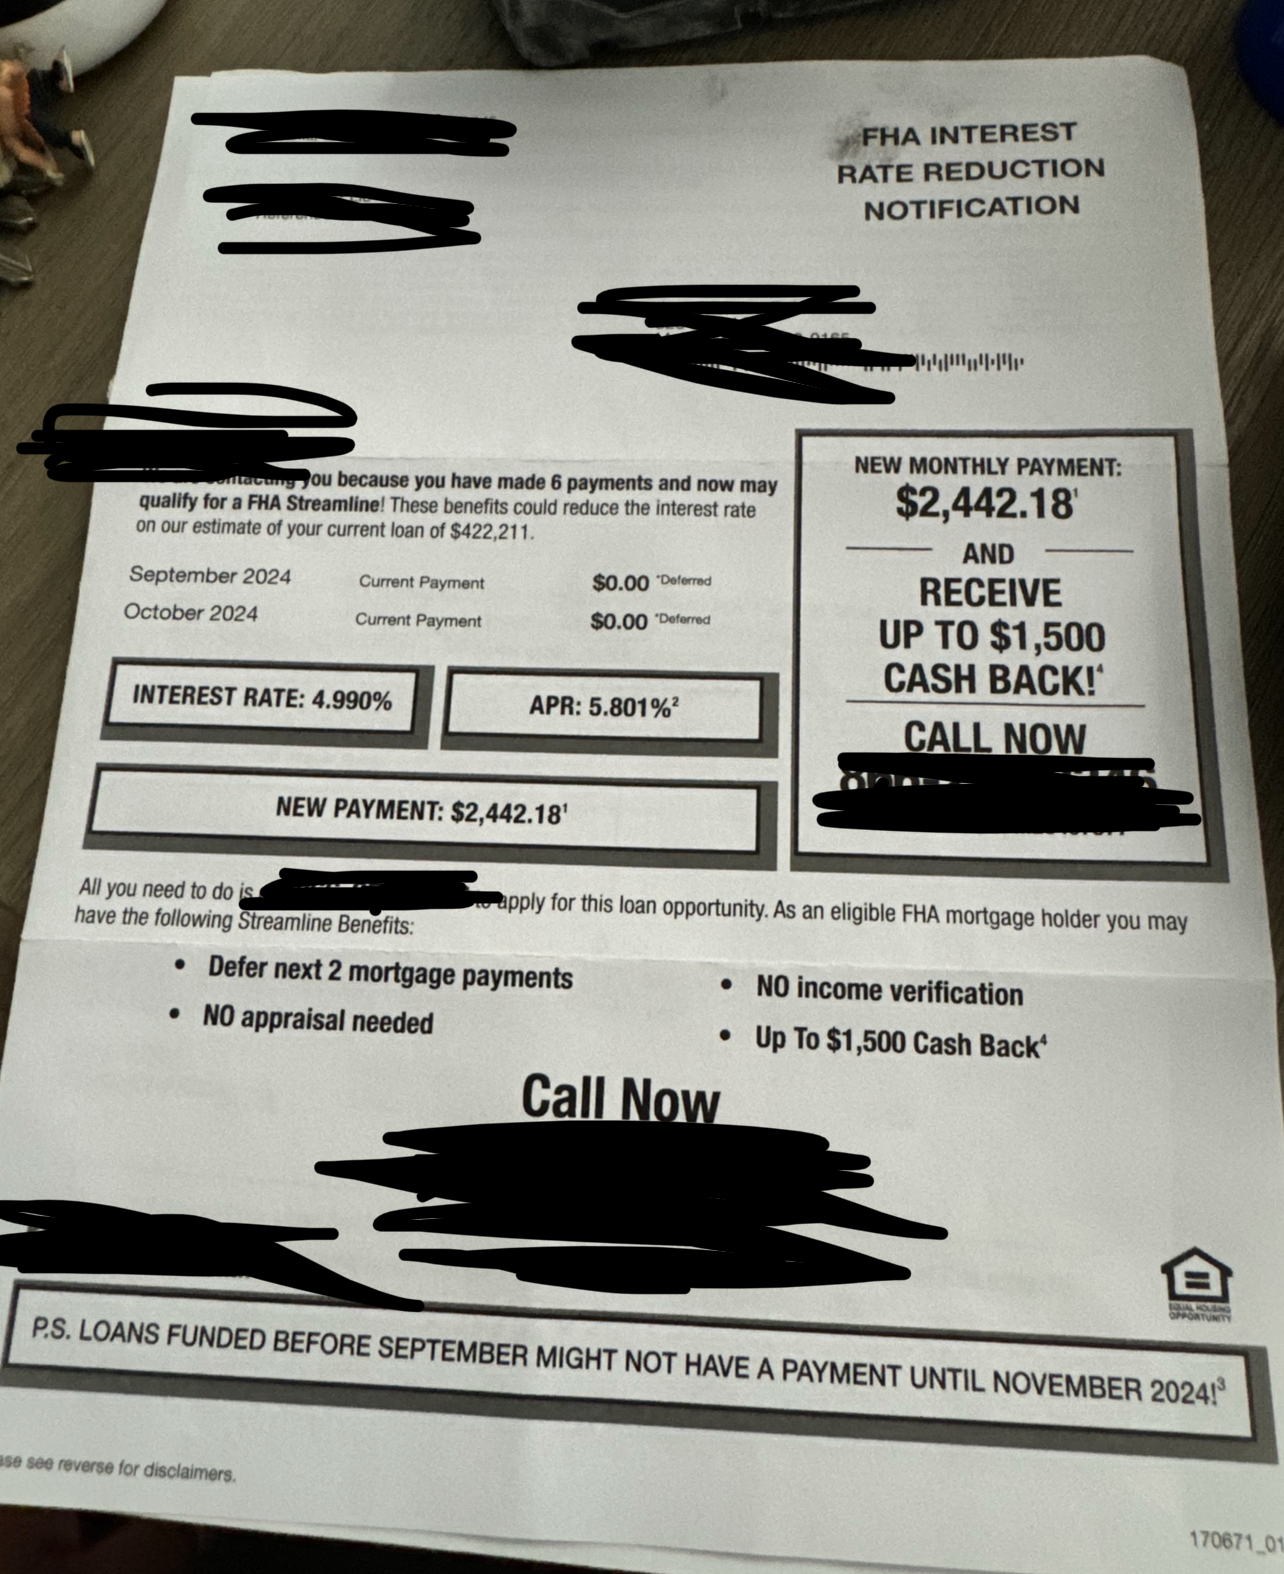 FHA INTEREST
RATE REDUCTION
NOTIFICATION
you because you have made 6 payments and now may
qualify for a FHA Streamline! These benefits could reduce the interest rate
on our estimate of your current loan of $422,211.
September 2024 Current Payment $0.00 *Deferred
October 2024 Current Payment $0.00 *Deferred
INTEREST RATE: 4.990%
APR: 5.801%²
NEW PAYMENT: $2,442.18¹
NEW MONTHLY PAYMENT:
$2,442.18¹
AND
RECEIVE
UP TO $1,500
CASH BACK!⁴
CALL NOW
All you need to do is apply for this loan opportunity. As an eligible FHA mortgage holder you may
have the following Streamline Benefits:
• Defer next 2 mortgage payments
• NO appraisal needed
• NO income verification
• Up To $1,500 Cash Back⁴
Call Now
EQUAL HOUSING
OPPORTUNITY
P.S. LOANS FUNDED BEFORE SEPTEMBER MIGHT NOT HAVE A PAYMENT UNTIL NOVEMBER 2024!³
see reverse for disclaimers.
170671_01